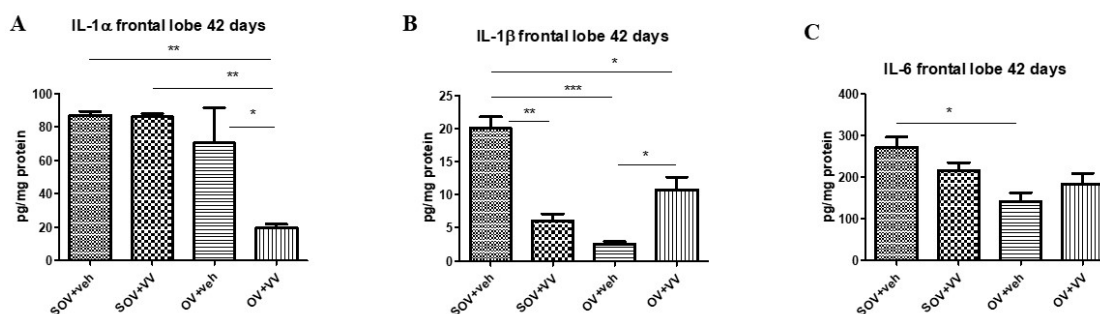 A
IL-1α frontal lobe 42 days
**
**
*
pg/mg protein
100
80
60
40
20
0
SOV+veh
SOV+VV
OV+veh
OV+VV
B
IL-1β frontal lobe 42 days
*
***
**
*
pg/mg protein
25
20
15
10
5
0
SOV+veh
SOV+VV
OV+veh
OV+VV
C
IL-6 frontal lobe 42 days
*
pg/mg protein
400
300
200
100
0
SOV+veh
SOV+VV
OV+veh
OV+VV